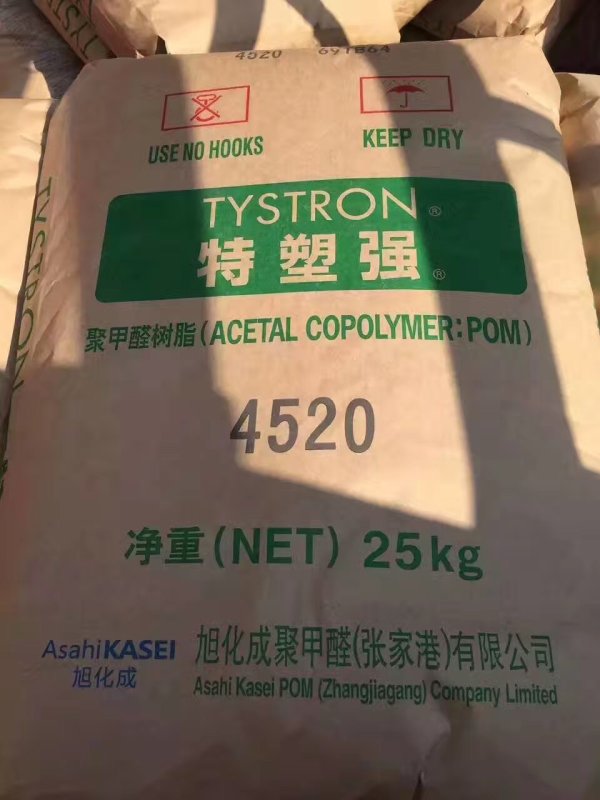 4520 691B64
USE NO HOOKS
KEEP DRY
TYSTRON®
特塑强®
聚甲醛树脂(ACETAL COPOLYMER:POM)
4520
净重(NET) 25kg
AsahiKASEI
旭化成
旭化成聚甲醛(张家港)有限公司
Asahi Kasei POM (Zhangjiagang) Company Limited
TYSTRON